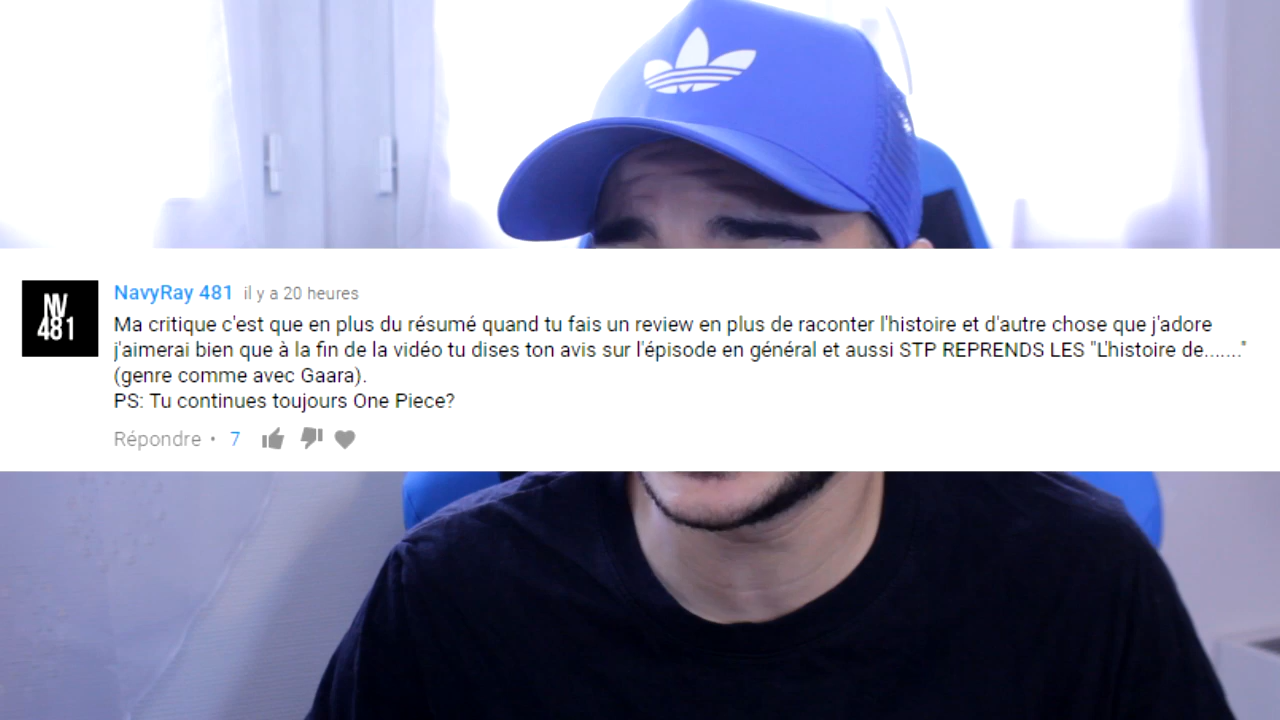 NV
481
NavyRay 481 il y a 20 heures
Ma critique c'est que en plus du résumé quand tu fais un review en plus de raconter l'histoire et d'autre chose que j'adore
j'aimerai bien que à la fin de la vidéo tu dises ton avis sur l'épisode en général et aussi STP REPRENDS LES "L'histoire de......."
(genre comme avec Gaara).
PS: Tu continues toujours One Piece?
Répondre • 7